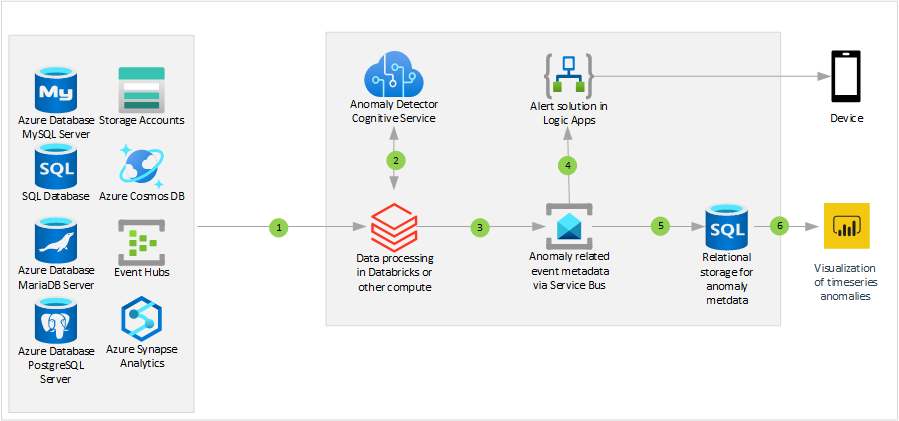 My
Azure Database
MySQL Server
Storage Accounts
SQL
SQL Database
Azure Cosmos DB
Azure Database
MariaDB Server
Event Hubs
Azure Database
PostgreSQL
Server
Azure Synapse
Analytics
1
Anomaly Detector
Cognitive Service
2
Data processing
in Databricks or
other compute
3
Alert solution in
Logic Apps
4
Anomaly related
event metadata
via Service Bus
5
SQL
Relational
storage for
anomaly
metdata
Device
6
Visualization
of timeseries
anomalies